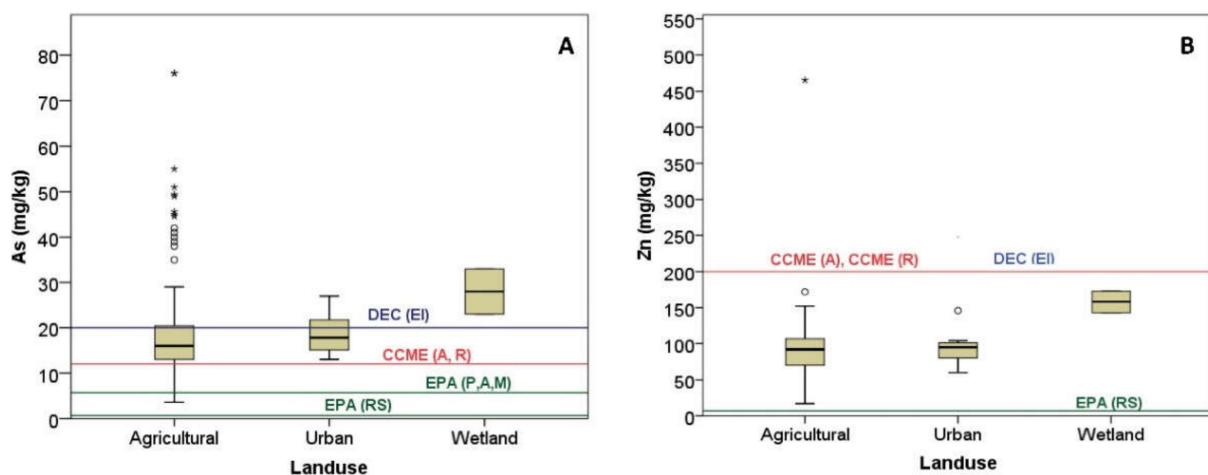 A
As (mg/kg)
80
70
60
50
40
30
20
10
0
DEC (EI)
CCME (A, R)
EPA (P,A,M)
EPA (RS)
Agricultural Urban Wetland
Landuse
B
Zn (mg/kg)
550
500
450
400
350
300
250
200
150
100
50
0
CCME (A), CCME (R) DEC (EI)
EPA (RS)
Agricultural Urban Wetland
Landuse